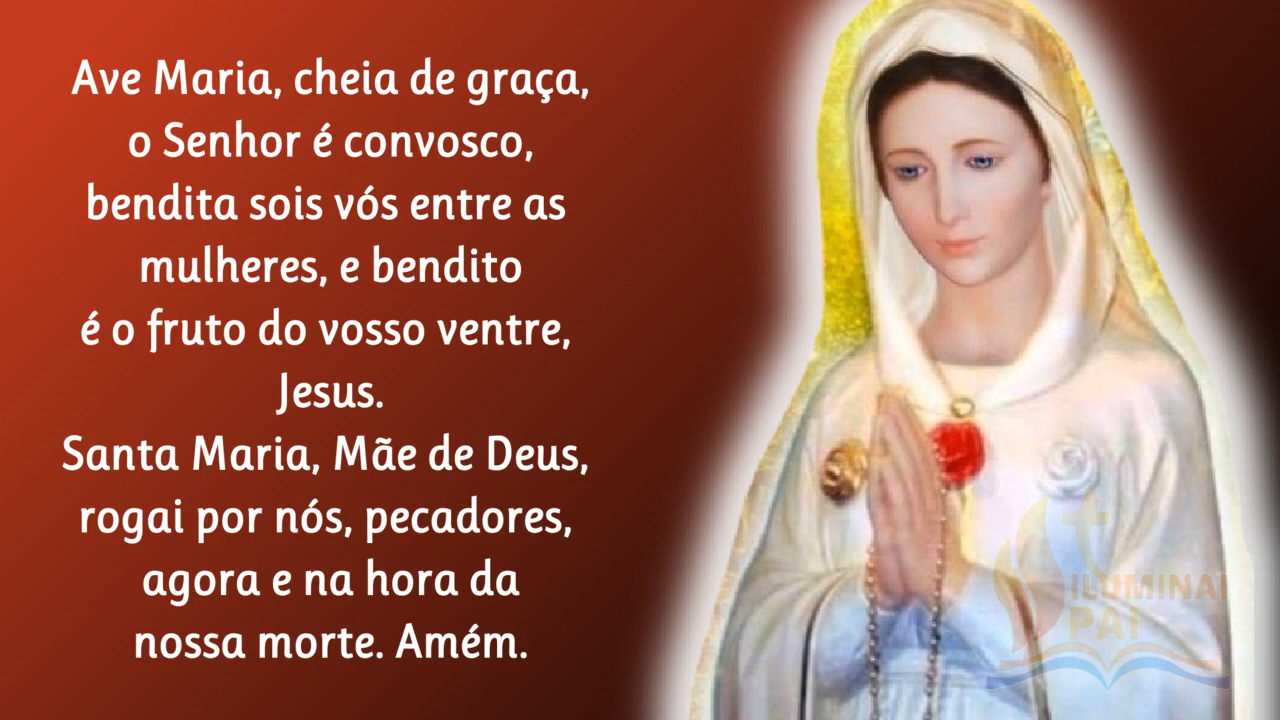 Ave Maria, cheia de graça,
o Senhor é convosco,
bendita sois vós entre as
mulheres, e bendito
é o fruto do vosso ventre,
Jesus.
Santa Maria, Mãe de Deus,
rogai por nós, pecadores,
agora e na hora da
nossa morte. Amém.
ILUMINAI
PAI